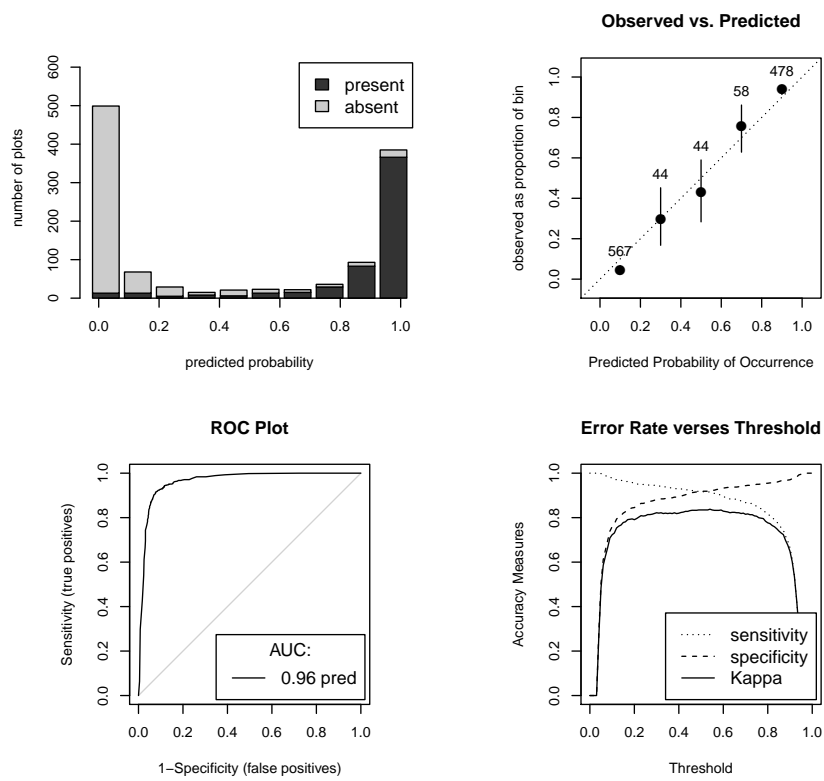 number of plots
600
500
400
300
200
100
0
present
absent
0.0 0.2 0.4 0.6 0.8 1.0
predicted probability
Observed vs. Predicted
observed as proportion of bin
1.0
0.8
0.6
0.4
0.2
0.0
567
44
44
58
478
0.0 0.2 0.4 0.6 0.8 1.0
Predicted Probability of Occurrence
ROC Plot
Sensitivity (true positives)
1.0
0.8
0.6
0.4
0.2
0.0
AUC:
0.96 pred
0.0 0.2 0.4 0.6 0.8 1.0
1−Specificity (false positives)
Error Rate verses Threshold
Accuracy Measures
1.0
0.8
0.6
0.4
0.2
0.0
sensitivity
specificity
Kappa
0.0 0.2 0.4 0.6 0.8 1.0
Threshold